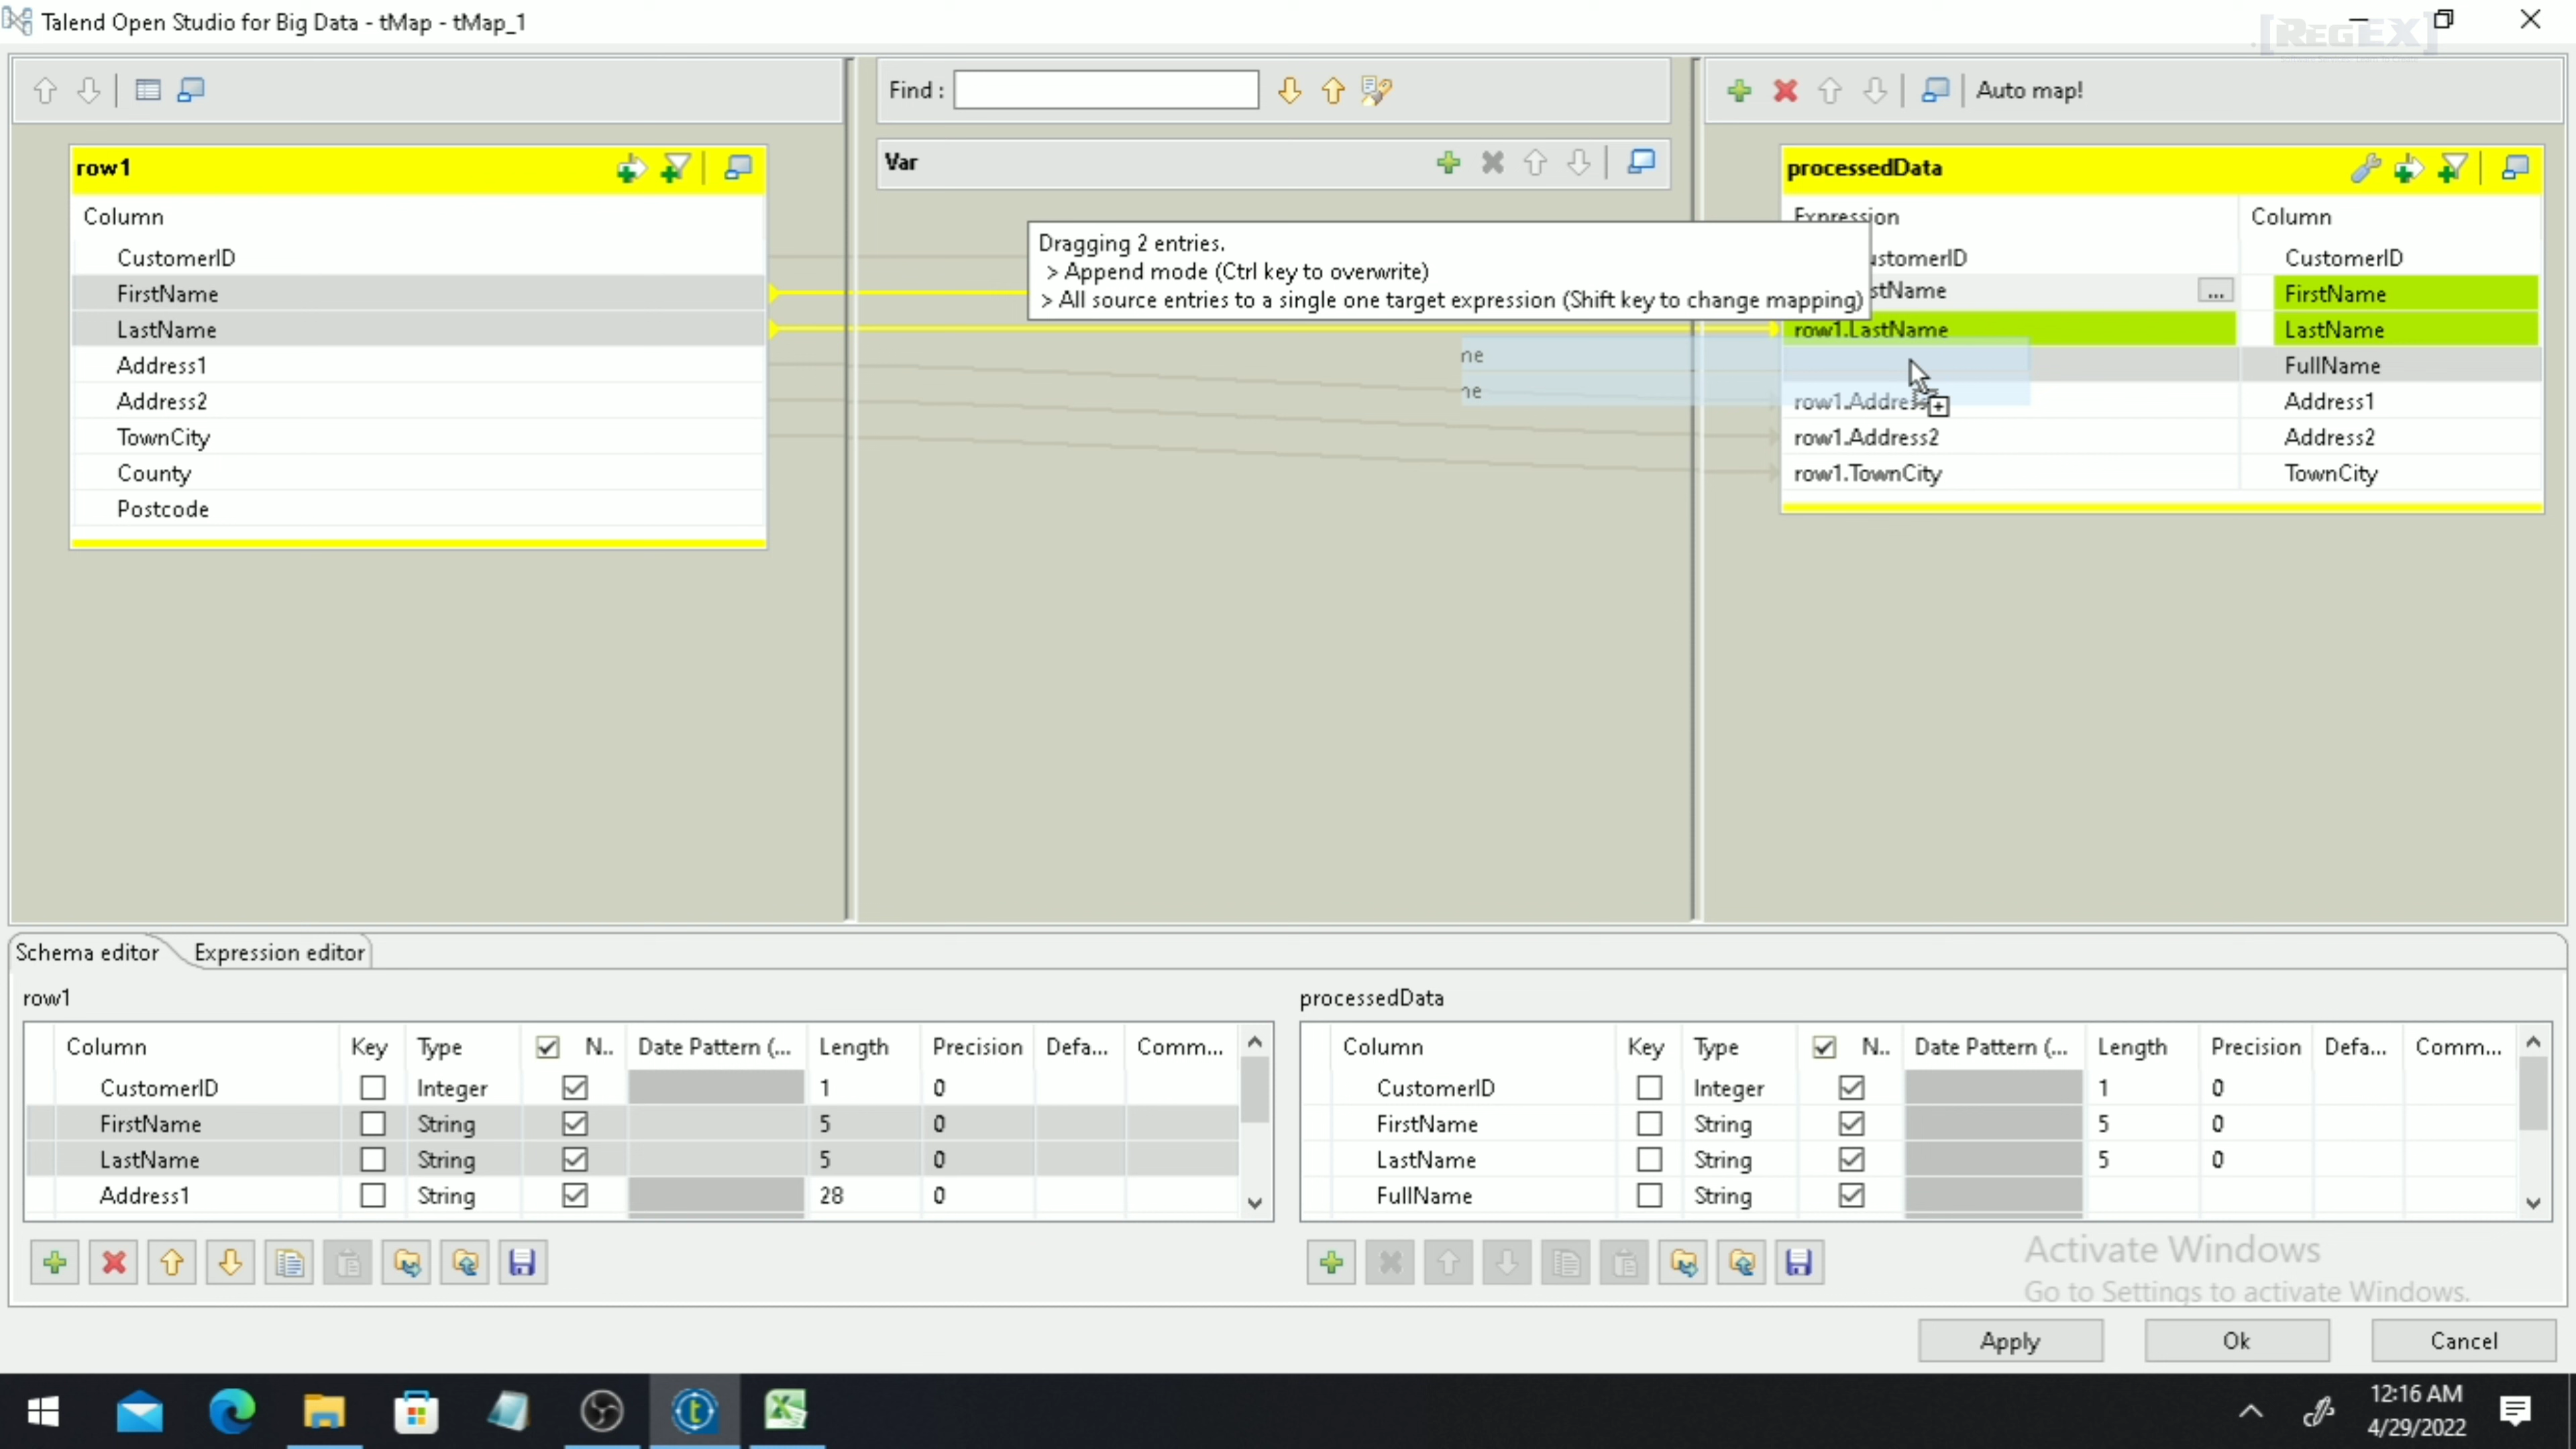 Talend Open Studio for Big Data - tMap - tMap_1
[RegEX]
Find :
Auto map!
row1
Var
processedData
Column
Expression
Column
Dragging 2 entries.
> Append mode (Ctrl key to overwrite)
> All source entries to a single one target expression (Shift key to change mapping)
CustomerID
ustomerID
CustomerID
FirstName
stName
...
FirstName
LastName
row1.LastName
LastName
ne
Address1
FullName
ne
Address2
row1.Address
Address1
TownCity
row1.Address2
Address2
County
row1.TownCity
TownCity
Postcode
Schema editor
Expression editor
row1
processedData
Column Key Type N.. Date Pattern (... Length Precision Defa... Comm...
CustomerID Integer 1 0
FirstName String 5 0
LastName String 5 0
Address1 String 28 0
Column Key Type N.. Date Pattern (... Length Precision Defa... Comm...
CustomerID Integer 1 0
FirstName String 5 0
LastName String 5 0
FullName String
Activate Windows
Go to Settings to activate Windows.
Apply
Ok
Cancel
12:16 AM
4/29/2022